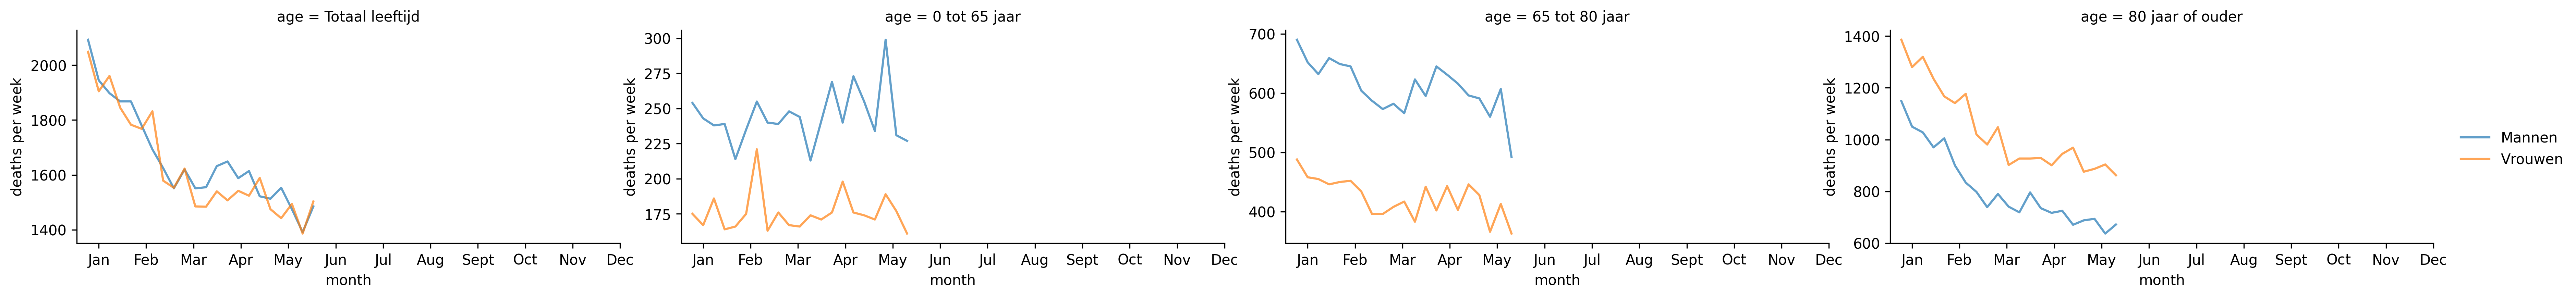 age = Totaal leeftijd
deaths per week
2000
1800
1600
1400
Jan Feb Mar Apr May Jun Jul Aug Sept Oct Nov Dec
month
age = 0 tot 65 jaar
deaths per week
300
275
250
225
200
175
Jan Feb Mar Apr May Jun Jul Aug Sept Oct Nov Dec
month
age = 65 tot 80 jaar
deaths per week
700
600
500
400
Jan Feb Mar Apr May Jun Jul Aug Sept Oct Nov Dec
month
age = 80 jaar of ouder
deaths per week
1400
1200
1000
800
600
Jan Feb Mar Apr May Jun Jul Aug Sept Oct Nov Dec
month
Mannen
Vrouwen